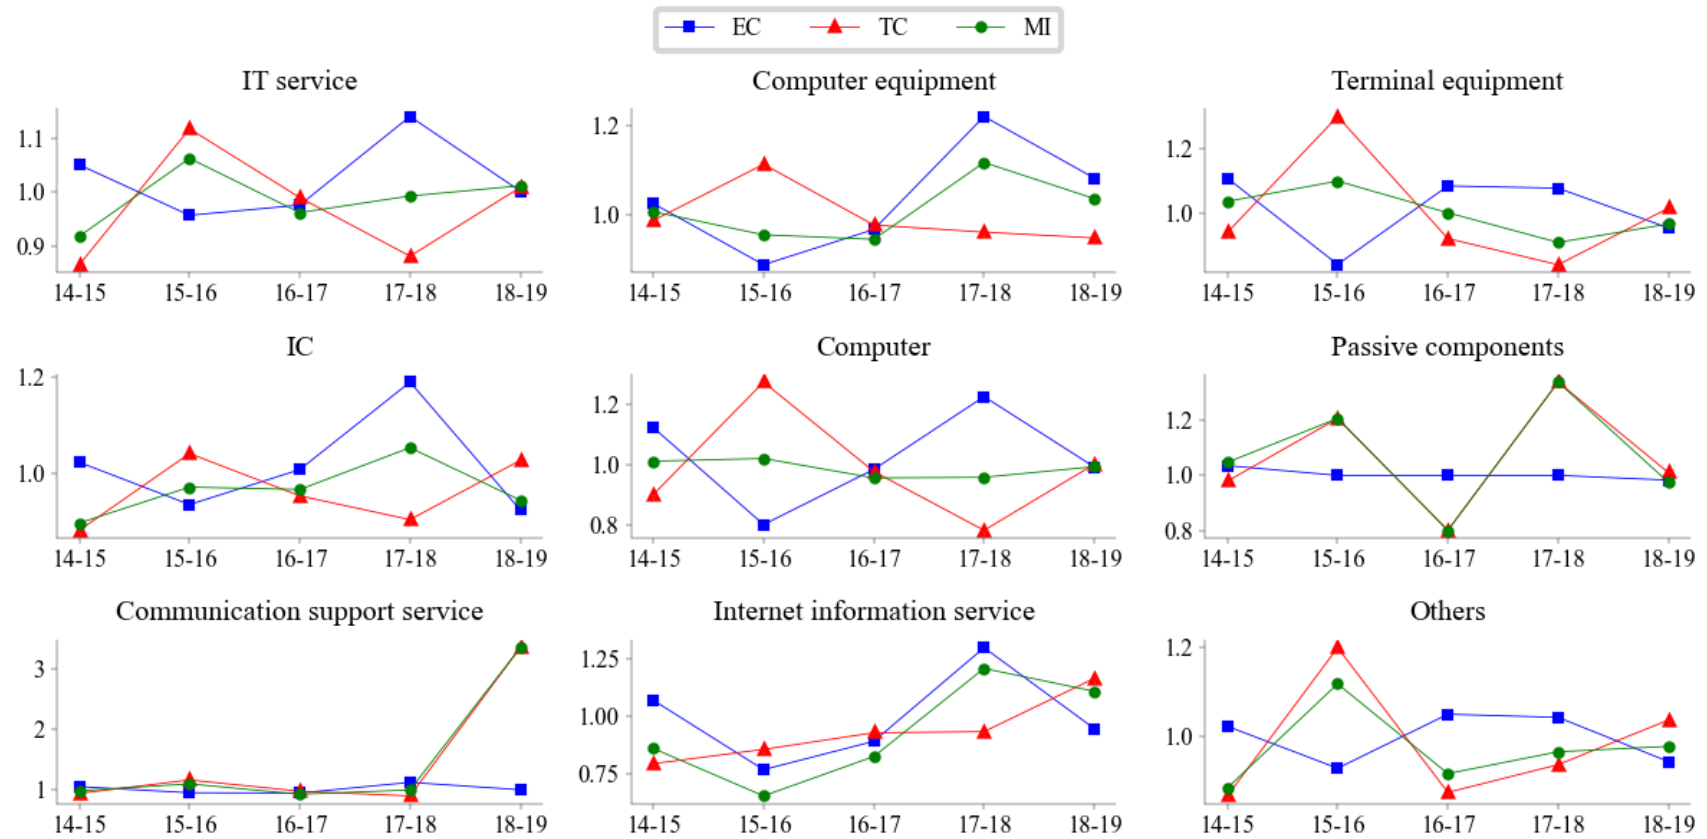 EC TC MI
IT service
1.1
1.0
0.9
14-15 15-16 16-17 17-18 18-19
Computer equipment
1.2
1.0
14-15 15-16 16-17 17-18 18-19
Terminal equipment
1.2
1.0
14-15 15-16 16-17 17-18 18-19
IC
1.2
1.0
14-15 15-16 16-17 17-18 18-19
Computer
1.2
1.0
0.8
14-15 15-16 16-17 17-18 18-19
Passive components
1.2
1.0
0.8
14-15 15-16 16-17 17-18 18-19
Communication support service
3
2
1
14-15 15-16 16-17 17-18 18-19
Internet information service
1.25
1.00
0.75
14-15 15-16 16-17 17-18 18-19
Others
1.2
1.0
14-15 15-16 16-17 17-18 18-19